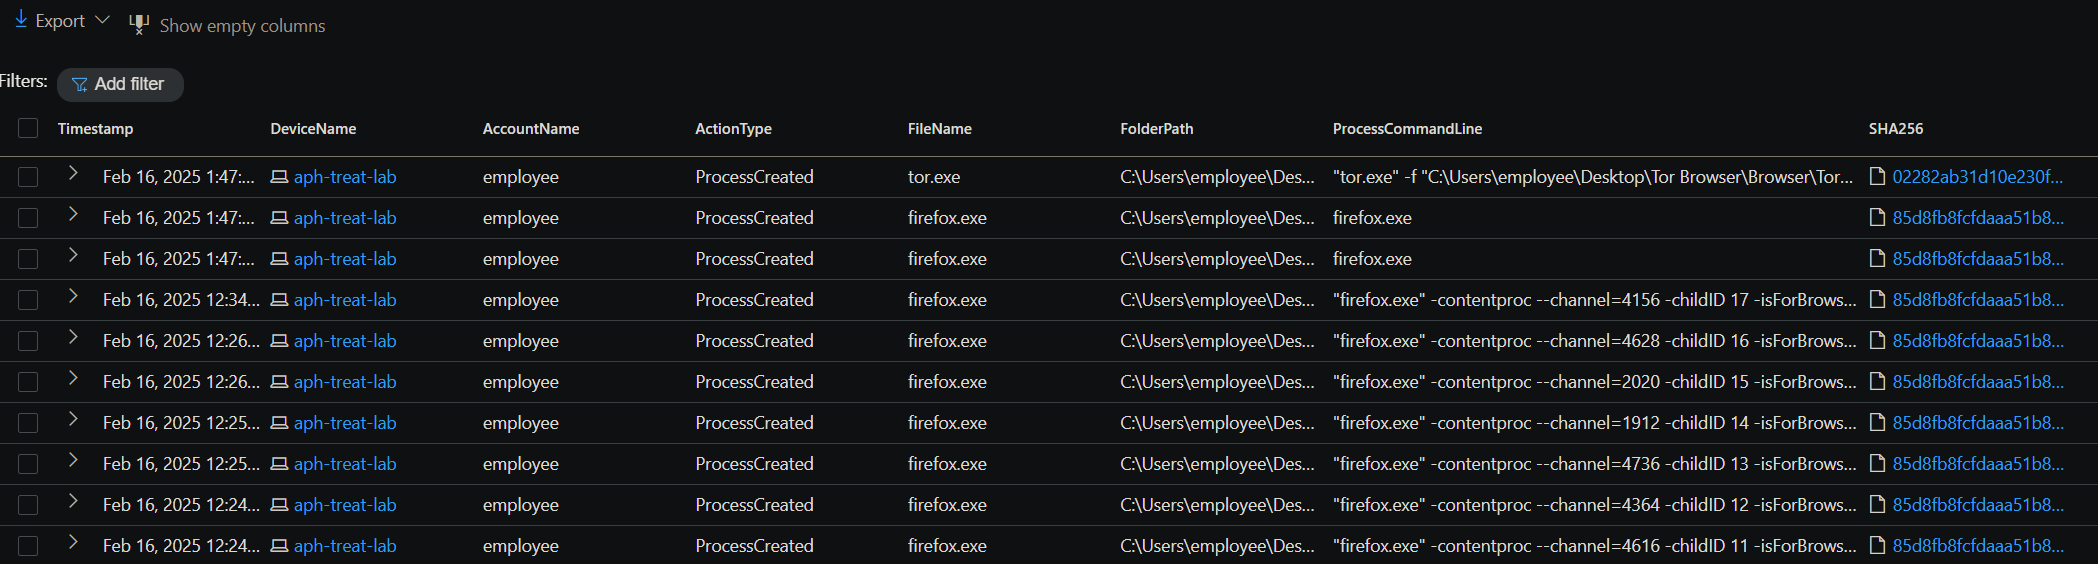 Export
Show empty columns
Filters: Add filter
Timestamp DeviceName AccountName ActionType FileName FolderPath ProcessCommandLine SHA256
Feb 16, 2025 1:47:... aph-treat-lab employee ProcessCreated tor.exe C:\Users\employee\Des... "tor.exe" -f "C:\Users\employee\Desktop\Tor Browser\Browser\Tor... 02282ab31d10e230f...
Feb 16, 2025 1:47:... aph-treat-lab employee ProcessCreated firefox.exe C:\Users\employee\Des... firefox.exe 85d8fb8fcfdaaa51b8...
Feb 16, 2025 1:47:... aph-treat-lab employee ProcessCreated firefox.exe C:\Users\employee\Des... firefox.exe 85d8fb8fcfdaaa51b8...
Feb 16, 2025 12:34... aph-treat-lab employee ProcessCreated firefox.exe C:\Users\employee\Des... "firefox.exe" -contentproc --channel=4156 -childID 17 -isForBrows... 85d8fb8fcfdaaa51b8...
Feb 16, 2025 12:26... aph-treat-lab employee ProcessCreated firefox.exe C:\Users\employee\Des... "firefox.exe" -contentproc --channel=4628 -childID 16 -isForBrows... 85d8fb8fcfdaaa51b8...
Feb 16, 2025 12:26... aph-treat-lab employee ProcessCreated firefox.exe C:\Users\employee\Des... "firefox.exe" -contentproc --channel=2020 -childID 15 -isForBrows... 85d8fb8fcfdaaa51b8...
Feb 16, 2025 12:25... aph-treat-lab employee ProcessCreated firefox.exe C:\Users\employee\Des... "firefox.exe" -contentproc --channel=1912 -childID 14 -isForBrows... 85d8fb8fcfdaaa51b8...
Feb 16, 2025 12:25... aph-treat-lab employee ProcessCreated firefox.exe C:\Users\employee\Des... "firefox.exe" -contentproc --channel=4736 -childID 13 -isForBrows... 85d8fb8fcfdaaa51b8...
Feb 16, 2025 12:24... aph-treat-lab employee ProcessCreated firefox.exe C:\Users\employee\Des... "firefox.exe" -contentproc --channel=4364 -childID 12 -isForBrows... 85d8fb8fcfdaaa51b8...
Feb 16, 2025 12:24... aph-treat-lab employee ProcessCreated firefox.exe C:\Users\employee\Des... "firefox.exe" -contentproc --channel=4616 -childID 11 -isForBrows... 85d8fb8fcfdaaa51b8...